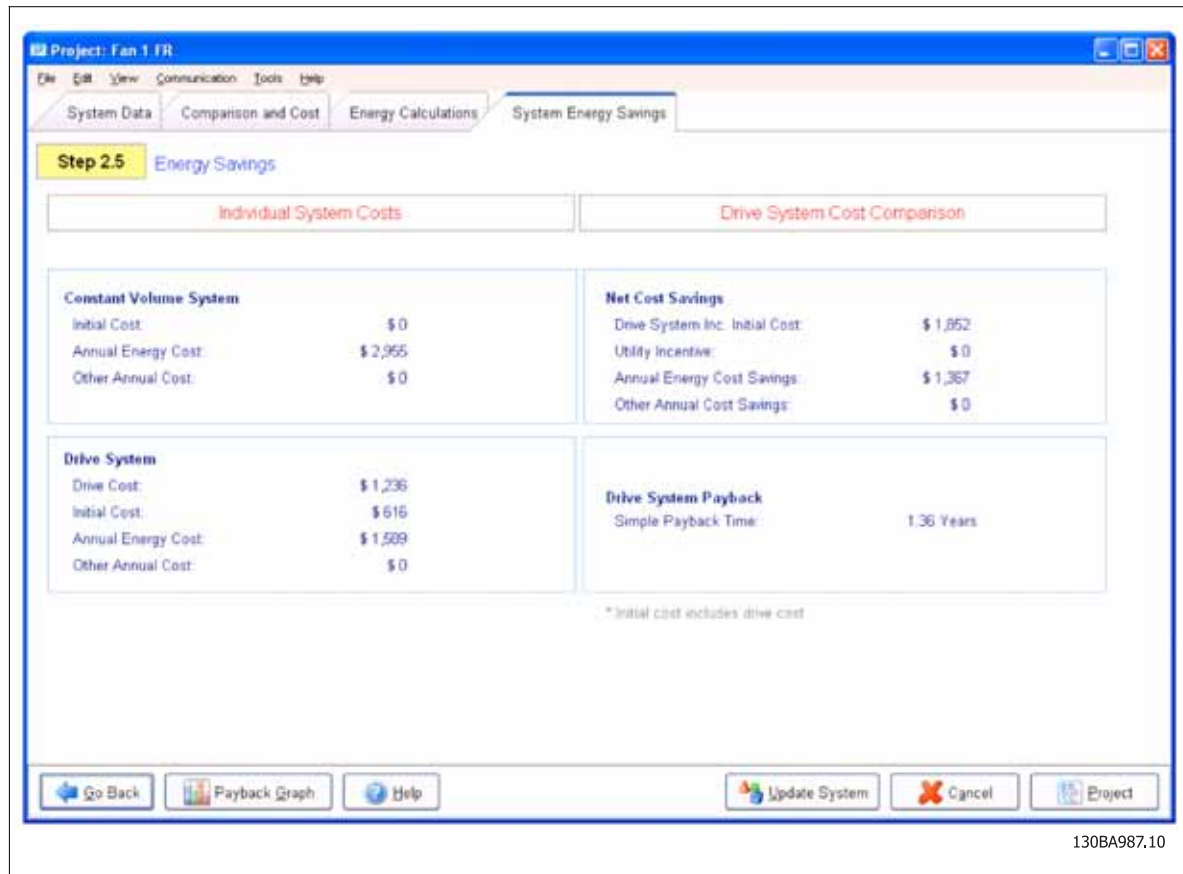 Project: Fan 1 FR
File Edit View Communication Tools Help
System Data Comparison and Cost Energy Calculations System Energy Savings
Step 2.5 Energy Savings
Individual System Costs
Drive System Cost Comparison
Constant Volume System
Initial Cost: $ 0
Annual Energy Cost: $ 2,955
Other Annual Cost: $ 0
Net Cost Savings
Drive System Inc. Initial Cost: $ 1,852
Utility Incentive: $ 0
Annual Energy Cost Savings: $ 1,367
Other Annual Cost Savings: $ 0
Drive System
Drive Cost: $ 1,236
Initial Cost: $ 616
Annual Energy Cost: $ 1,589
Other Annual Cost: $ 0
Drive System Payback
Simple Payback Time: 1.36 Years
* Initial cost includes drive cost
Go Back Payback Graph Help Update System Cancel Project
130BA987.10